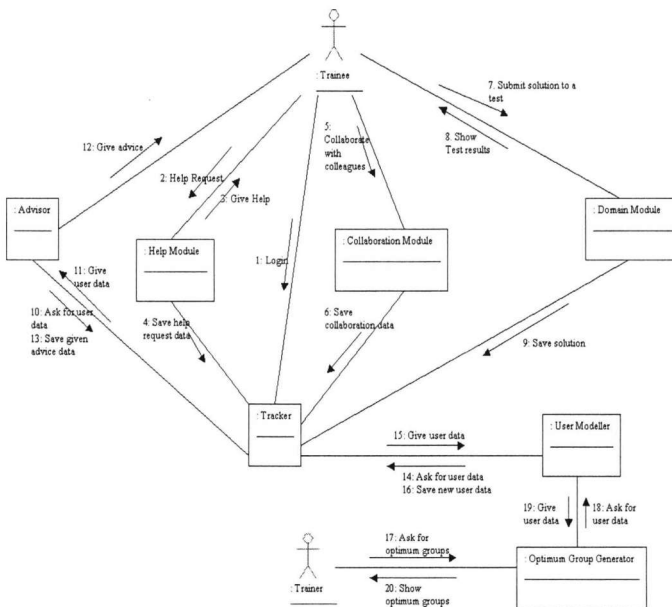 : Trainee
7: Submit solution to a
test
5:
Collaborate
with
colleagues
8: Show
Test results
12: Give advice
2: Help Request
3: Give Help
: Advisor
: Domain Module
: Help Module
: Collaboration Module
1: Login
11: Give
user data
10: Ask for user
data
13: Save given
advice data
4: Save help
request data
6: Save
collaboration data
9: Save solution
: Tracker
: User Modeller
15: Give user data
14: Ask for user data
16: Save new user data
19: Give
user data
18: Ask for
user data
17: Ask for
optimum groups
: Optimum Group Generator
: Trainer
20: Show
optimum groups